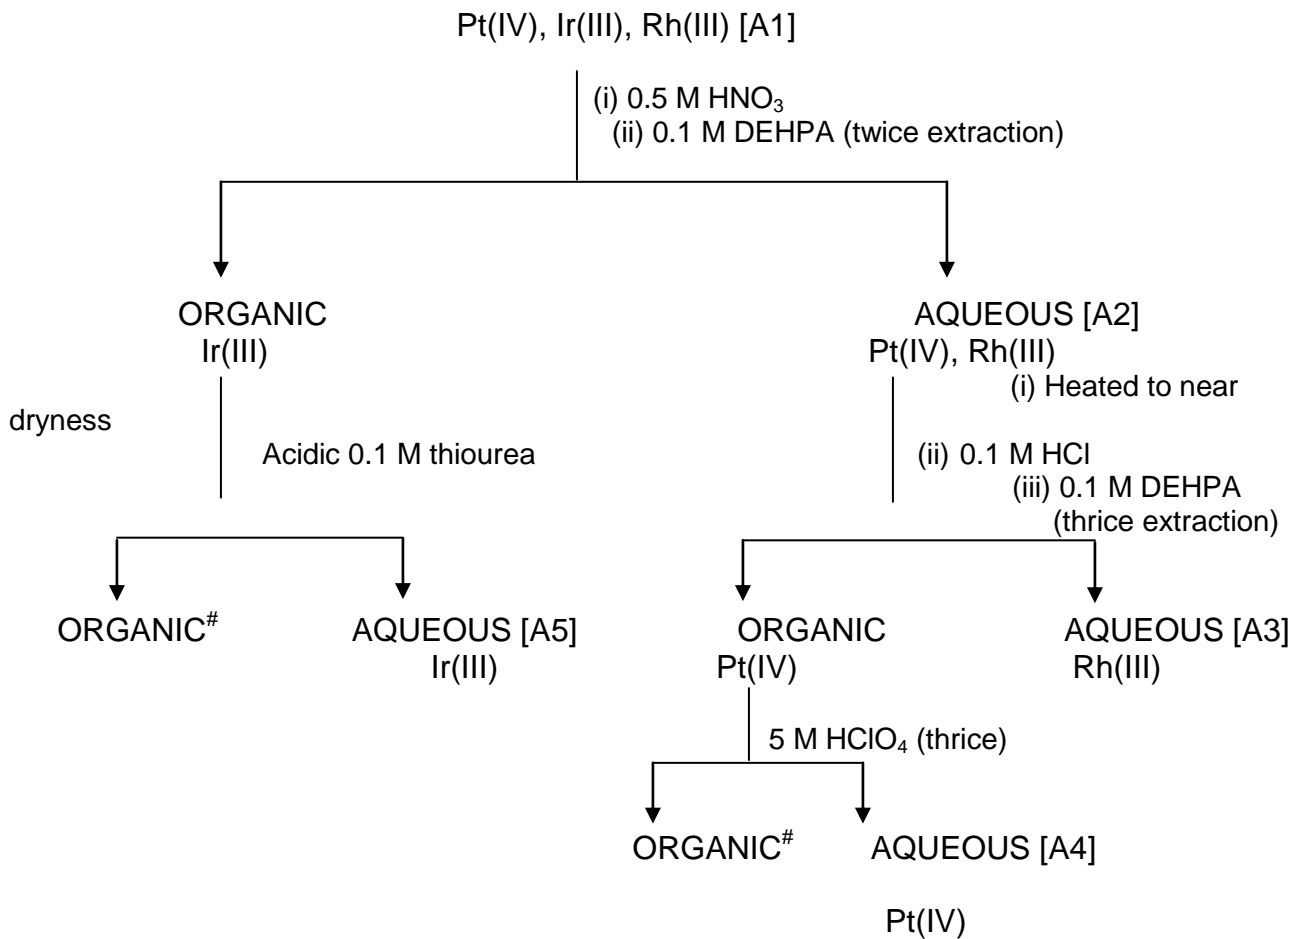 Pt(IV), Ir(III), Rh(III) [A1]
(i) 0.5 M HNO₃
(ii) 0.1 M DEHPA (twice extraction)
ORGANIC
Ir(III)
AQUEOUS [A2]
Pt(IV), Rh(III)
(i) Heated to near
dryness
Acidic 0.1 M thiourea
(ii) 0.1 M HCl
(iii) 0.1 M DEHPA
(thrice extraction)
ORGANIC#
AQUEOUS [A5]
Ir(III)
ORGANIC
Pt(IV)
AQUEOUS [A3]
Rh(III)
5 M HClO₄ (thrice)
ORGANIC#
AQUEOUS [A4]
Pt(IV)